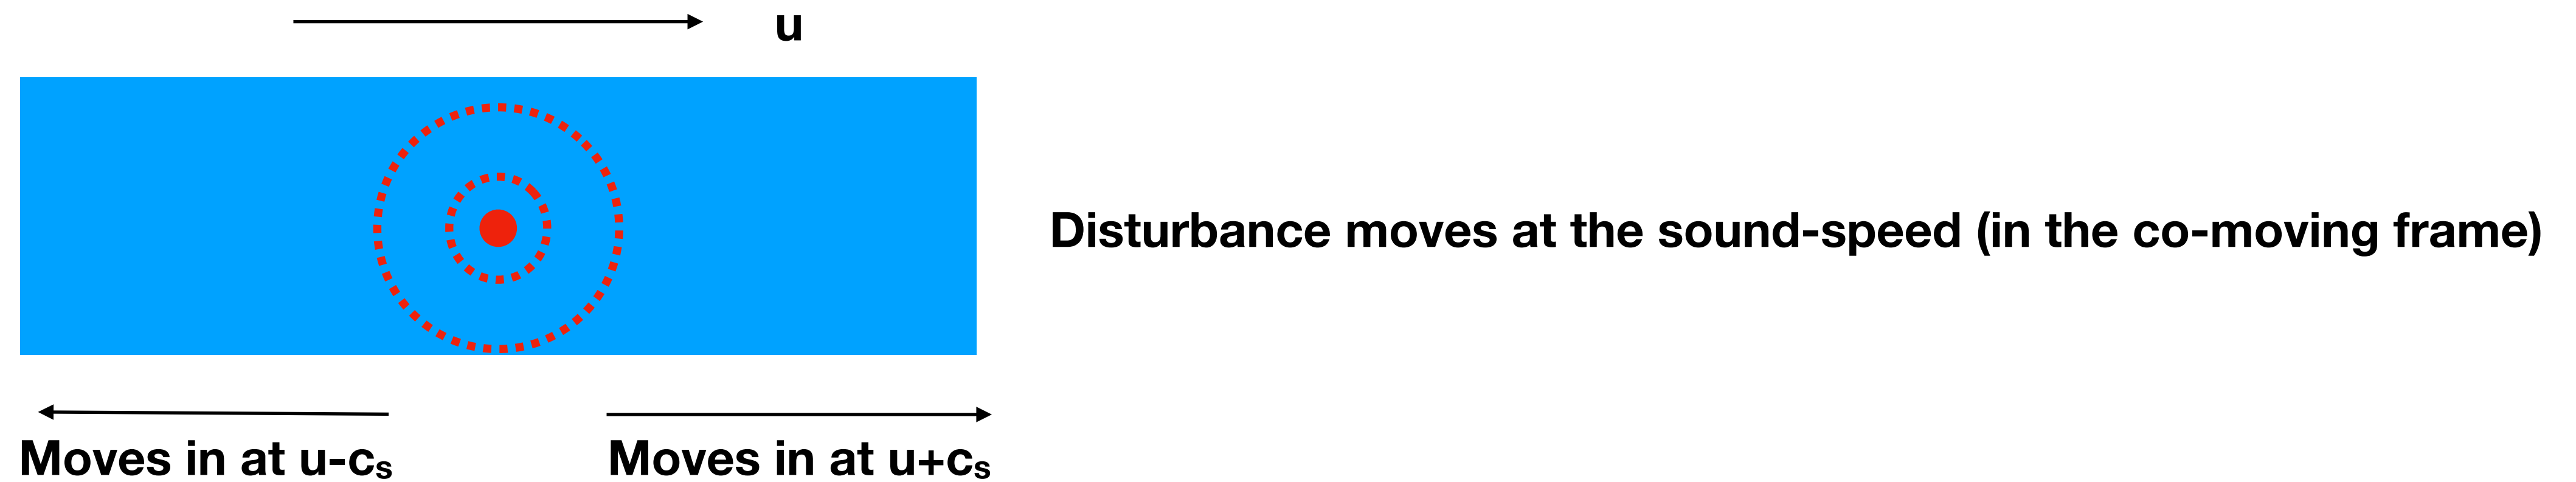 u
Disturbance moves at the sound-speed (in the co-moving frame)
Moves in at u-cₛ
Moves in at u+cₛ